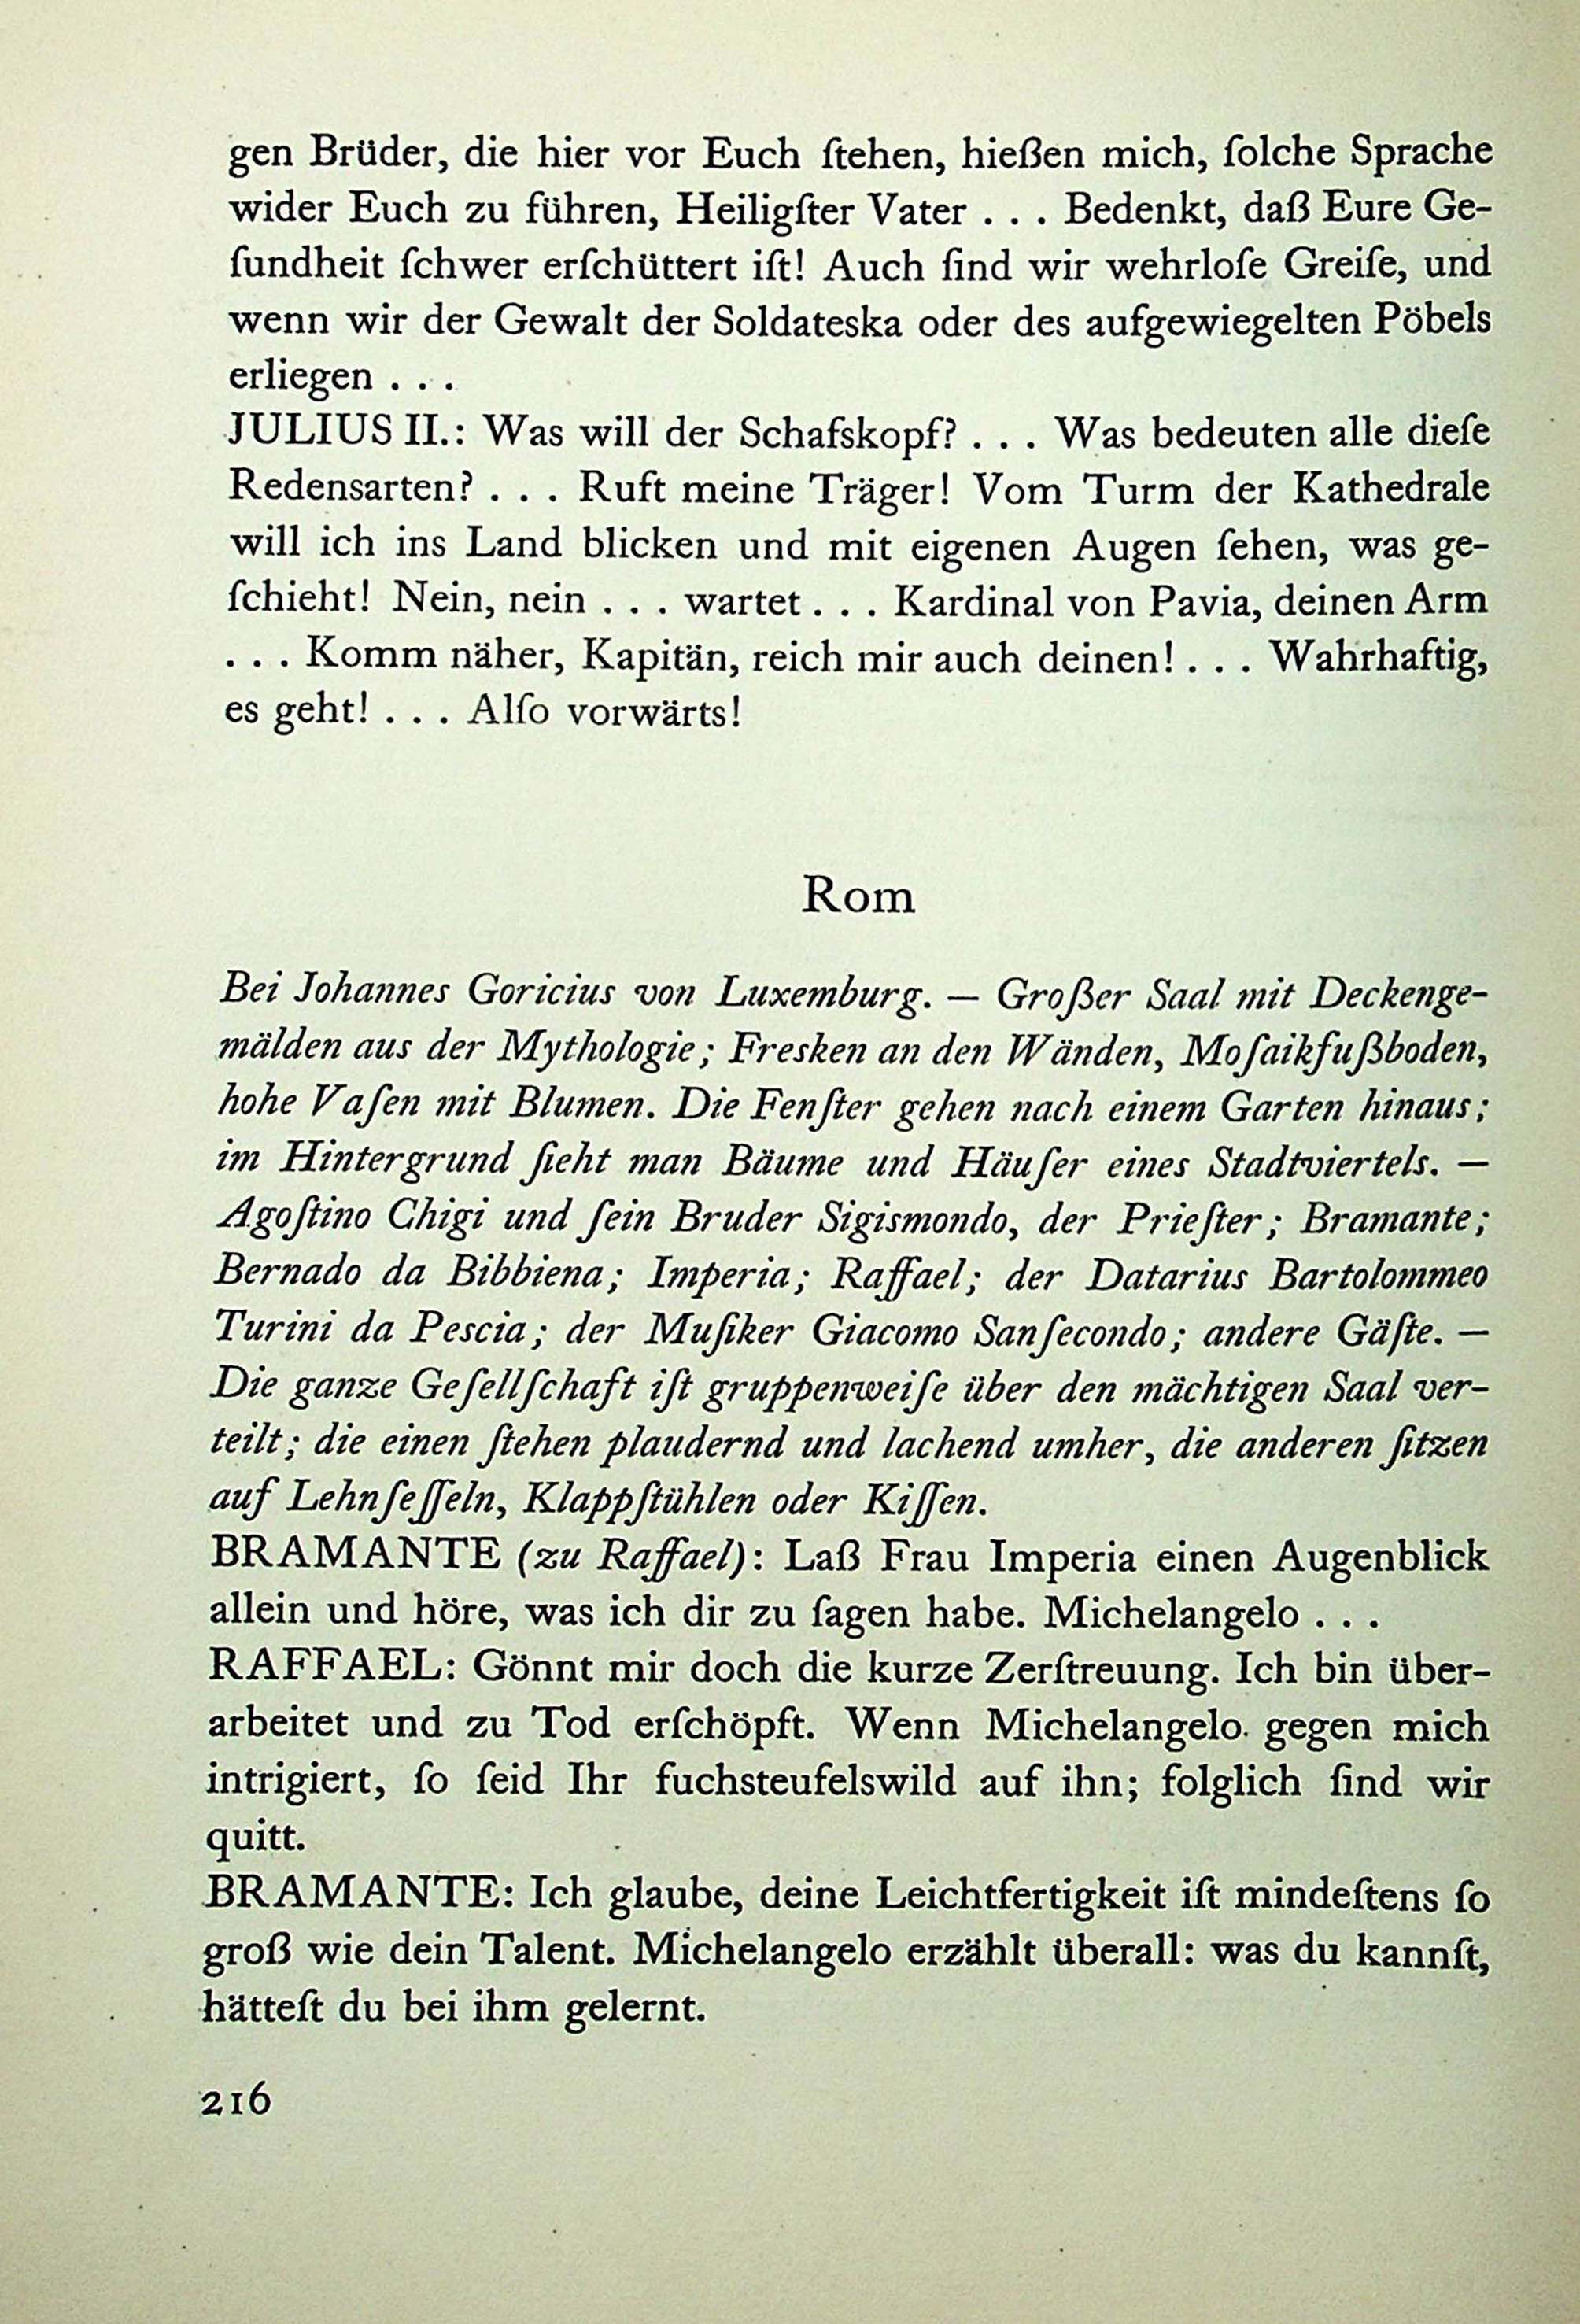 gen Brüder, die hier vor Euch ſtehen, hießen mich, ſolche Sprache
wider Euch zu führen, Heiligſter Vater . . . Bedenkt, daß Eure Ge-
ſundheit ſchwer erſchüttert iſt! Auch ſind wir wehrloſe Greiſe, und
wenn wir der Gewalt der Soldateska oder des aufgewiegelten Pöbels
erliegen . . .
JULIUS II.: Was will der Schafskopf? . . . Was bedeuten alle dieſe
Redensarten? . . . Ruft meine Träger! Vom Turm der Kathedrale
will ich ins Land blicken und mit eigenen Augen ſehen, was ge-
ſchieht! Nein, nein . . . wartet . . . Kardinal von Pavia, deinen Arm
. . . Komm näher, Kapitän, reich mir auch deinen! . . . Wahrhaftig,
es geht! . . . Alſo vorwärts!
Rom
Bei Johannes Goricius von Luxemburg. — Großer Saal mit Deckenge-
mälden aus der Mythologie; Fresken an den Wänden, Moſaikfußboden,
hohe Vaſen mit Blumen. Die Fenſter gehen nach einem Garten hinaus;
im Hintergrund ſieht man Bäume und Häuſer eines Stadtviertels. —
Agoſtino Chigi und ſein Bruder Sigismondo, der Prieſter; Bramante;
Bernado da Bibbiena; Imperia; Raffael; der Datarius Bartolommeo
Turini da Pescia; der Muſiker Giacomo Sanſecondo; andere Gäſte. —
Die ganze Geſellſchaft iſt gruppenweiſe über den mächtigen Saal ver-
teilt; die einen ſtehen plaudernd und lachend umher, die anderen ſitzen
auf Lehnſeſſeln, Klappſtühlen oder Kiſſen.
BRAMANTE (zu Raffael): Laß Frau Imperia einen Augenblick
allein und höre, was ich dir zu ſagen habe. Michelangelo . . .
RAFFAEL: Gönnt mir doch die kurze Zerſtreuung. Ich bin über-
arbeitet und zu Tod erſchöpft. Wenn Michelangelo gegen mich
intrigiert, ſo ſeid Ihr fuchsteufelswild auf ihn; folglich ſind wir
quitt.
BRAMANTE: Ich glaube, deine Leichtfertigkeit iſt mindeſtens ſo
groß wie dein Talent. Michelangelo erzählt überall: was du kannſt,
hätteſt du bei ihm gelernt.
216